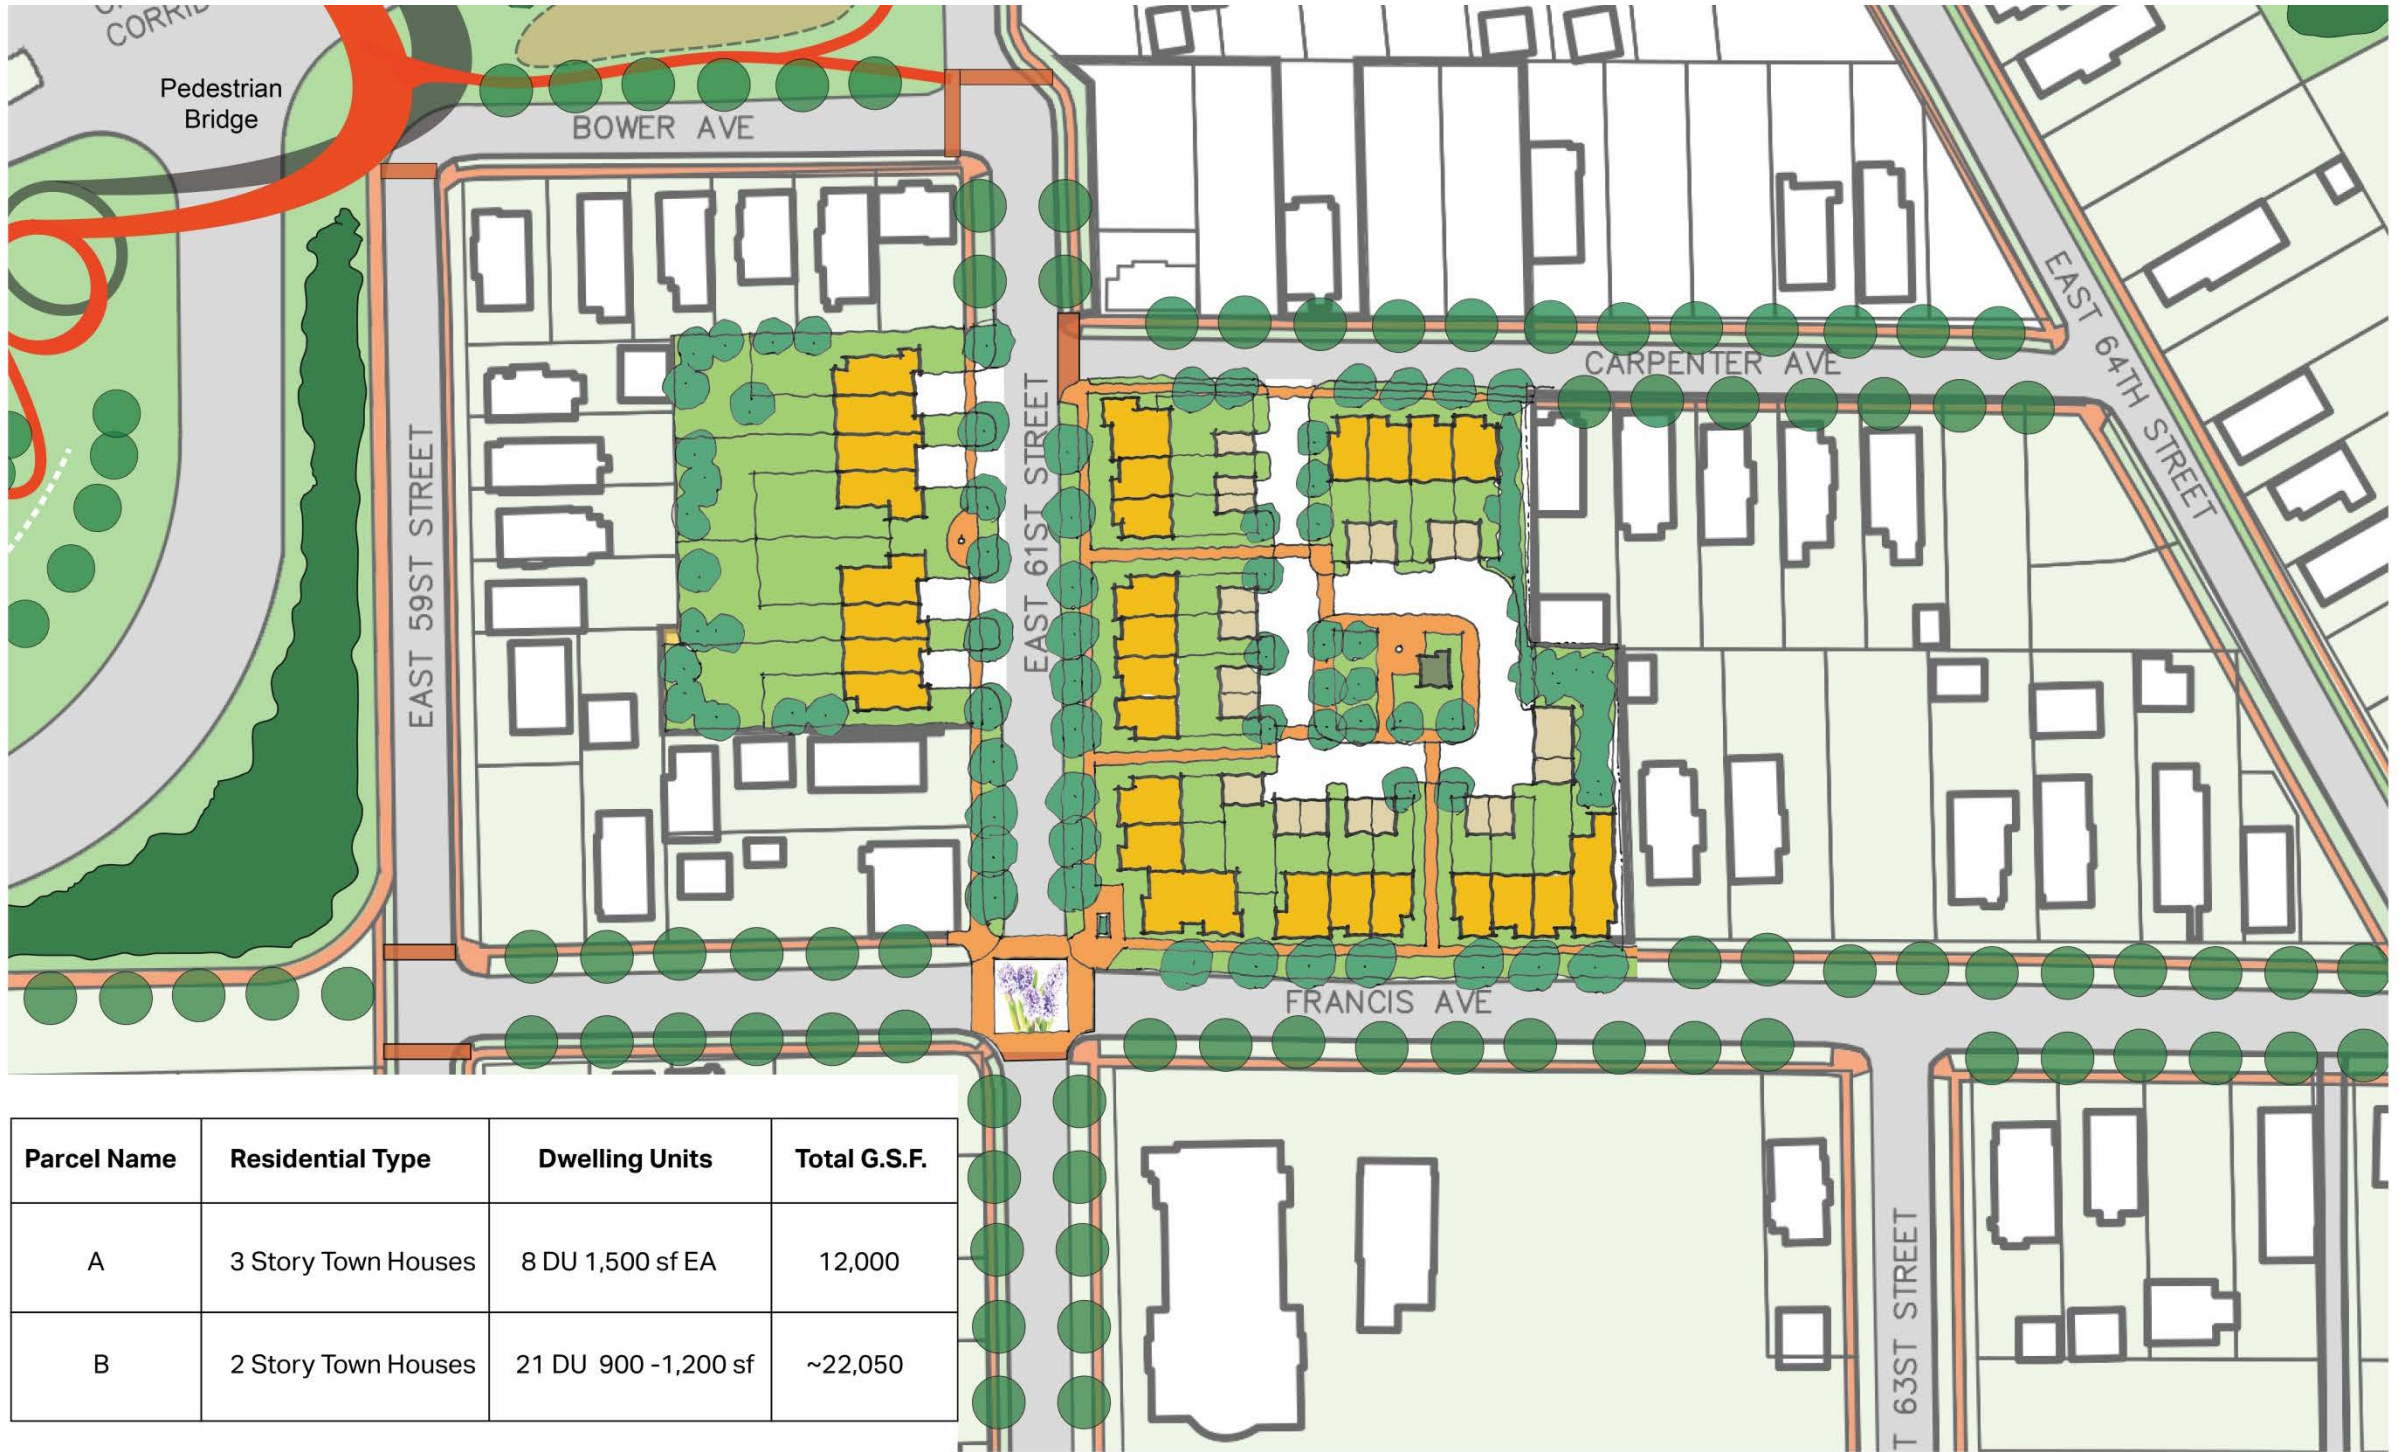 CORRID
Pedestrian
Bridge
BOWER AVE
EAST 59ST STREET
EAST 61ST STREET
CARPENTER AVE
EAST 64TH STREET
FRANCIS AVE
63ST STREET
Parcel Name Residential Type Dwelling Units Total G.S.F.
A 3 Story Town Houses 8 DU 1,500 sf EA 12,000
B 2 Story Town Houses 21 DU 900 -1,200 sf ~22,050